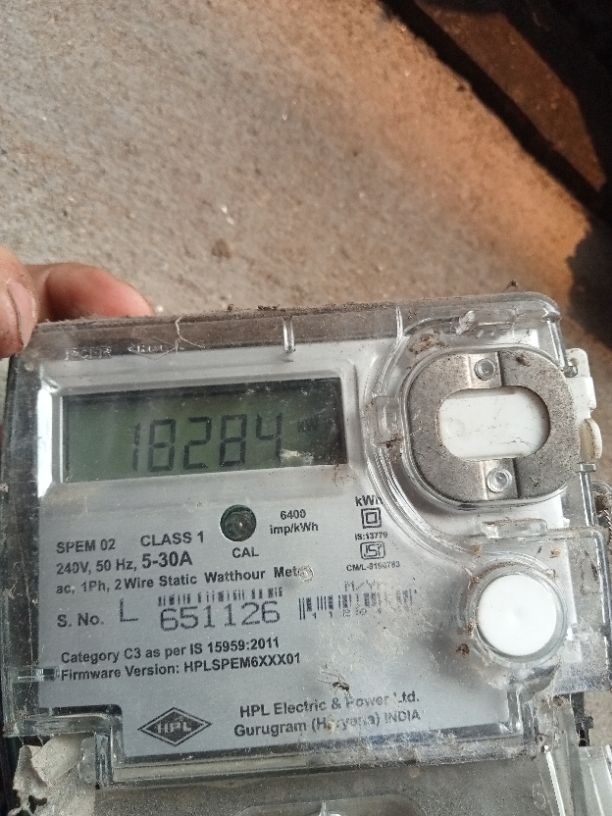 18284
kWh
SPEM 02 CLASS 1
6400
imp/kWh
CAL
240V, 50 Hz, 5-30A
IS:13779
ac, 1Ph, 2 Wire Static Watthour Meter
S. No. L 651126
M/Yr
Category C3 as per IS 15959:2011
Firmware Version: HPLSPEM6XXX01
HPL
HPL Electric & Power Ltd.
Gurugram (Haryana) INDIA